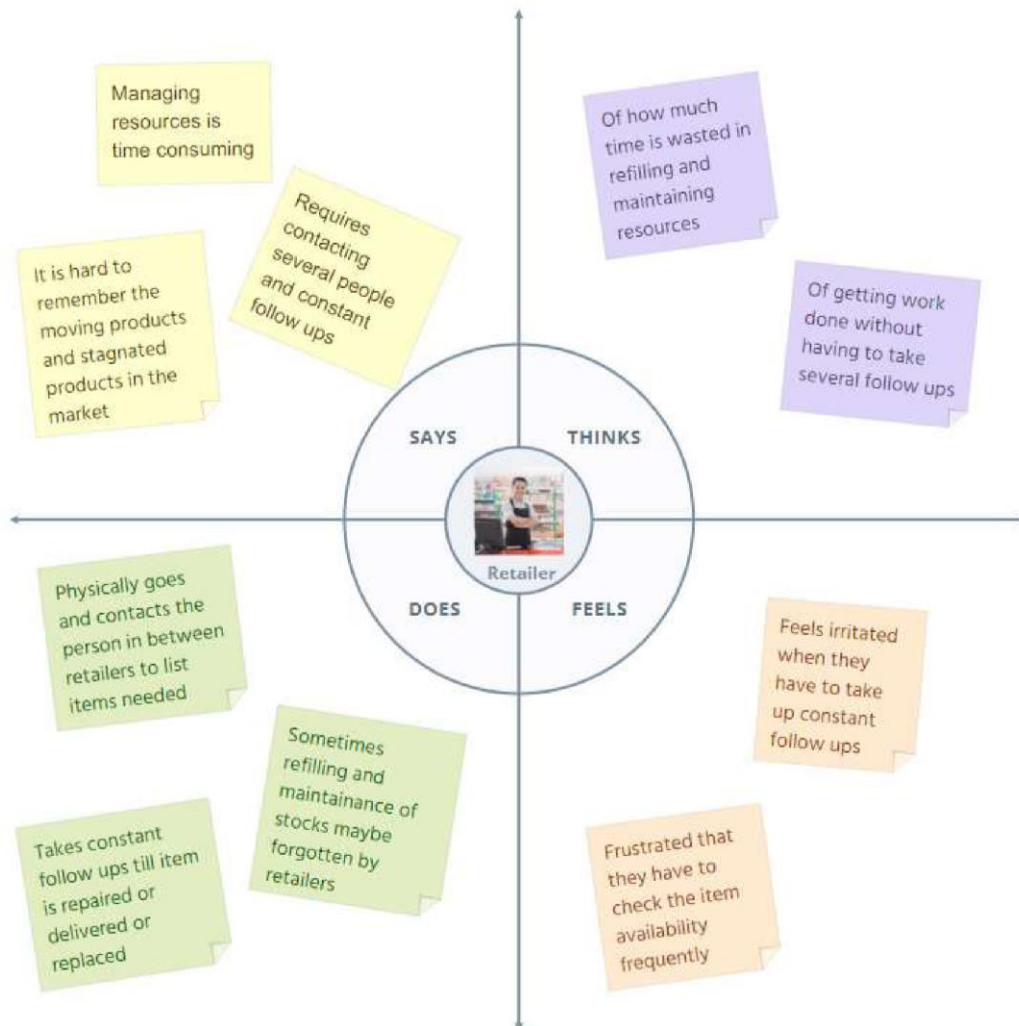 Managing
resources is
time consuming
Requires
contacting
several people
and constant
follow ups
It is hard to
remember the
moving products
and stagnated
products in the
market
Of how much
time is wasted in
refilling and
maintaining
resources
Of getting work
done without
having to take
several follow ups
SAYS
THINKS
Retailer
DOES
FEELS
Physically goes
and contacts the
person in between
retailers to list
items needed
Sometimes
refilling and
maintainance of
stocks maybe
forgotten by
retailers
Takes constant
follow ups till item
is repaired or
delivered or
replaced
Feels irritated
when they
have to take
up constant
follow ups
Frustrated that
they have to
check the item
availability
frequently